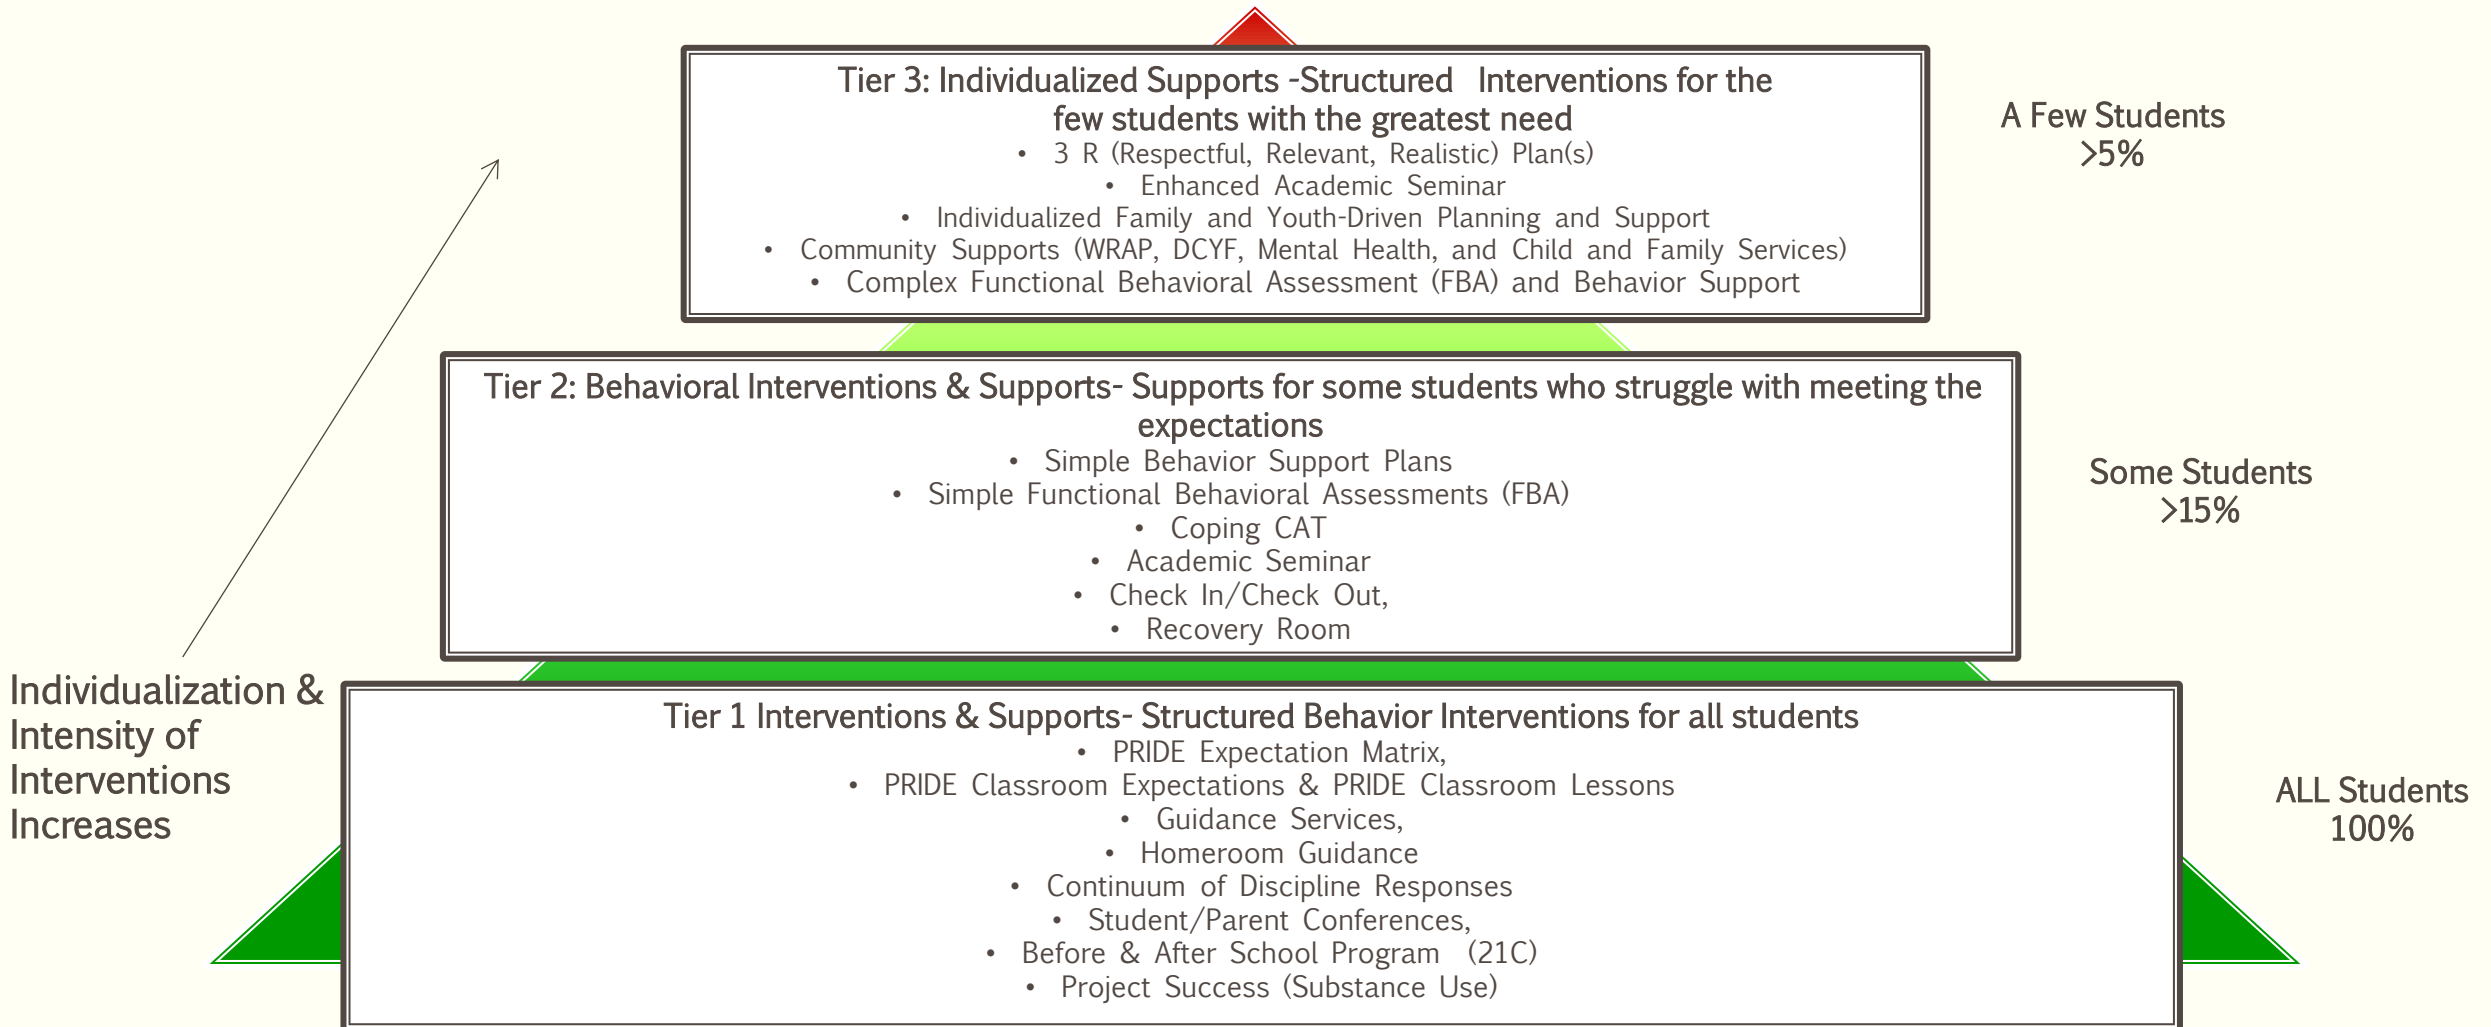 Tier 3: Individualized Supports -Structured Interventions for the
few students with the greatest need
• 3 R (Respectful, Relevant, Realistic) Plan(s)
• Enhanced Academic Seminar
• Individualized Family and Youth-Driven Planning and Support
• Community Supports (WRAP, DCYF, Mental Health, and Child and Family Services)
• Complex Functional Behavioral Assessment (FBA) and Behavior Support
A Few Students
>5%
Tier 2: Behavioral Interventions & Supports- Supports for some students who struggle with meeting the
expectations
• Simple Behavior Support Plans
• Simple Functional Behavioral Assessments (FBA)
• Coping CAT
• Academic Seminar
• Check In/Check Out,
• Recovery Room
Some Students
>15%
Individualization &
Intensity of
Interventions
Increases
Tier 1 Interventions & Supports- Structured Behavior Interventions for all students
• PRIDE Expectation Matrix,
• PRIDE Classroom Expectations & PRIDE Classroom Lessons
• Guidance Services,
• Homeroom Guidance
• Continuum of Discipline Responses
• Student/Parent Conferences,
• Before & After School Program (21C)
• Project Success (Substance Use)
ALL Students
100%